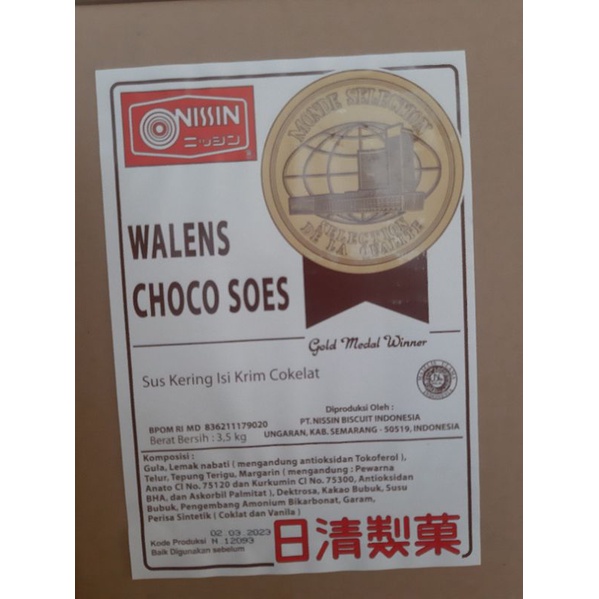 NISSIN
ニッシン
MONDE SELECTION
SELECTION
DE LA QUALITE
WALENS
CHOCO SOES
Gold Medal Winner
Sus Kering Isi Krim Cokelat
Diproduksi Oleh :
BPOM RI MD 836211179020
PT. NISSIN BISCUIT INDONESIA
Berat Bersih : 3,5 kg
UNGARAN, KAB. SEMARANG - 50519, INDONESIA
Komposisi :
Gula, Lemak nabati ( mengandung antioksidan Tokoferol ),
Telur, Tepung Terigu, Margarin ( mengandung : Pewarna
Anato CI No. 75120 dan Kurkumin CI No. 75300, Antioksidan
BHA, dan Askorbil Palmitat ), Dektrosa, Kakao Bubuk, Susu
Bubuk, Pengembang Amonium Bikarbonat, Garam,
Perisa Sintetik ( Coklat dan Vanila )
02.03.2023
Kode Produksi N 12093
Baik Digunakan sebelum
日清製菓